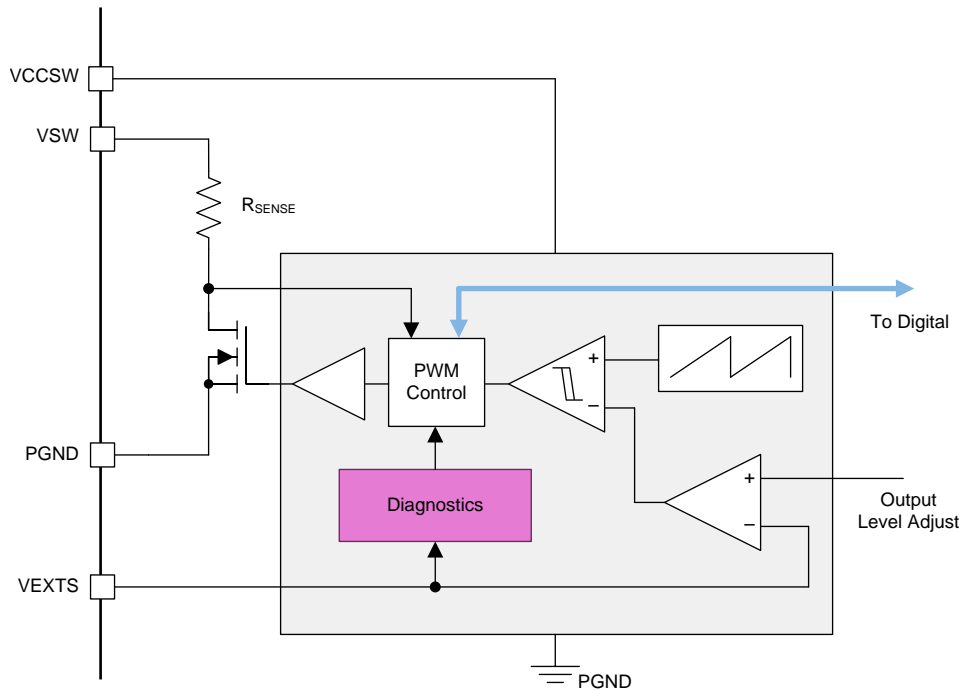 VCCSW
VSW
RSENSE
To Digital
PWM
Control
+
−
Diagnostics
+
−
Output
Level Adjust
PGND
VEXTS
PGND